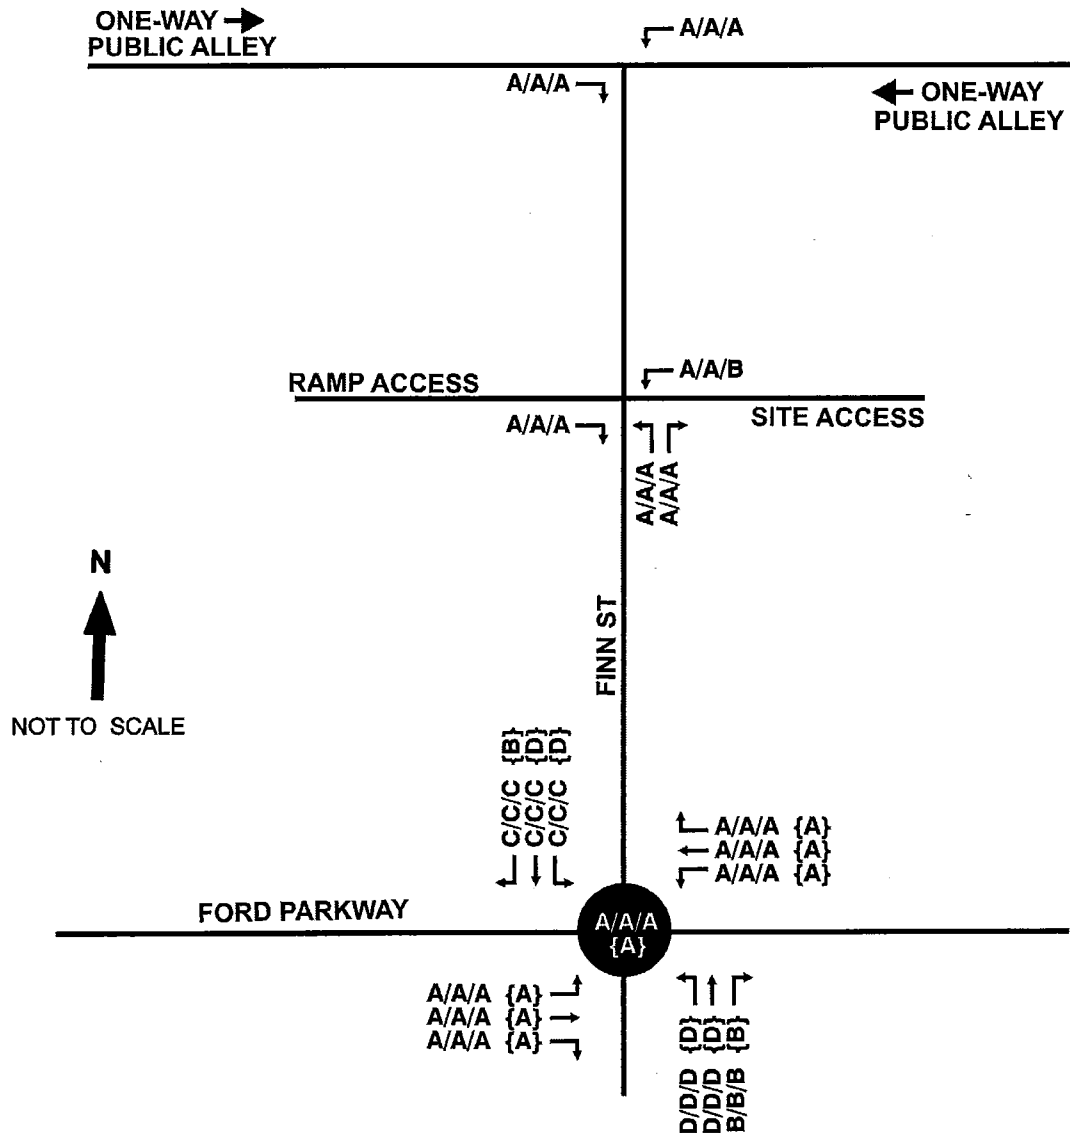 ONE-WAY
PUBLIC ALLEY
A/A/A
A/A/A
ONE-WAY
PUBLIC ALLEY
RAMP ACCESS
A/A/B
SITE ACCESS
A/A/A
A/A/A
A/A/A
N
NOT TO SCALE
FINN ST
C/C/C {B}
C/C/C {D}
C/C/C {D}
A/A/A {A}
A/A/A {A}
A/A/A {A}
FORD PARKWAY
A/A/A
{A}
A/A/A {A}
A/A/A {A}
A/A/A {A}
D/D/D {D}
D/D/D {D}
B/B/B {B}